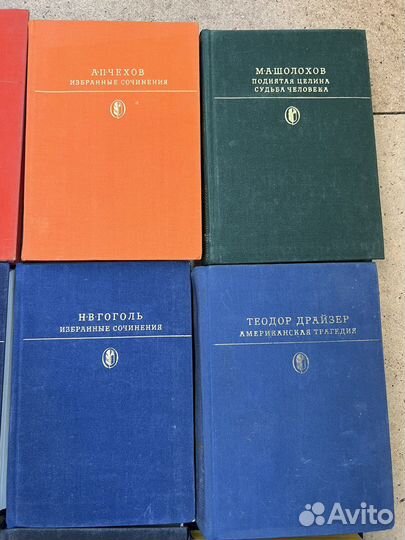 А·П·ЧЕХОВ
ИЗБРАННЫЕ СОЧИНЕНИЯ
М·А·ШОЛОХОВ
ПОДНЯТАЯ ЦЕЛИНА
СУДЬБА ЧЕЛОВЕКА
Н·В·ГОГОЛЬ
ИЗБРАННЫЕ СОЧИНЕНИЯ
ТЕОДОР ДРАЙЗЕР
АМЕРИКАНСКАЯ ТРАГЕДИЯ
Avito